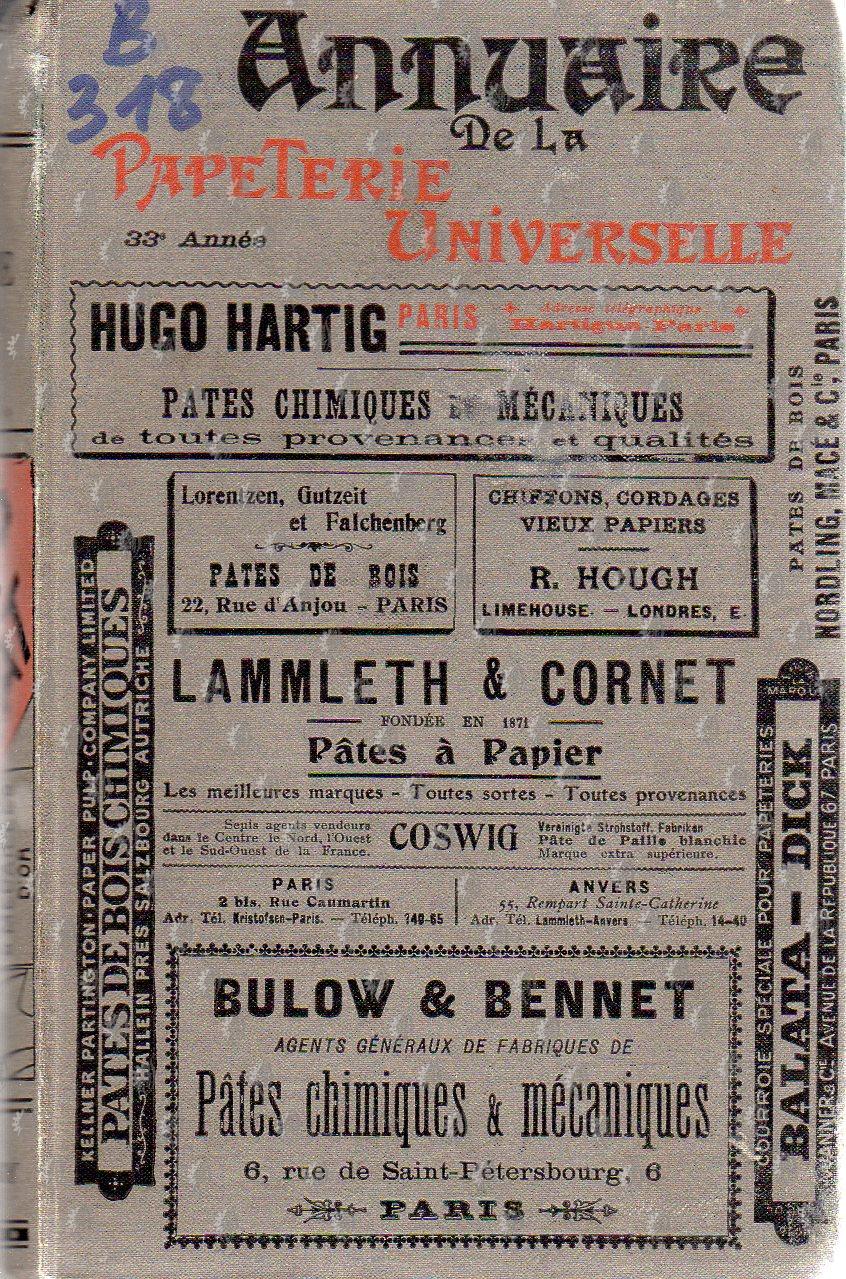 B
318
Annuaire
De La
Papeterie
Universelle
33e Année
HUGO HARTIG PARIS Adresse télégraphique
Hartigua-Paris
PATES CHIMIQUES ET MÉCANIQUES
de toutes provenances et qualités
PATES DE BOIS
NORDLING, MACÉ & Cie, PARIS
Lorentzen, Gutzeit
et Falchenberg
PATES DE BOIS
22, Rue d'Anjou - PARIS
CHIFFONS, CORDAGES
VIEUX PAPIERS
R. HOUGH
LIMEHOUSE. — LONDRES, E.
KELLNER PARTINGTON PAPER PULP COMPANY LIMITED
PATES DE BOIS CHIMIQUES
HALLEIN PRES SALZBOURG AUTRICHE
LAMMLETH & CORNET
FONDÉE EN 1871
Pâtes à Papier
Les meilleures marques - Toutes sortes - Toutes provenances
Seuls agents vendeurs
dans le Centre, le Nord, l'Ouest
et le Sud-Ouest de la France.
COSWIG
Vereinigte Strohstoff. Fabriken
Pâte de Paille blanchie
Marque extra supérieure.
PARIS
2 bis, Rue Caumartin
Adr. Tél. Kristofsen-Paris. — Téléph. 149-65
ANVERS
55, Rempart Sainte-Catherine
Adr. Tél. Lammleth-Anvers — Téléph. 14-40
COURROIE SPÉCIALE POUR PAPETERIES
BALATA - DICK
WANNER & Cie. AVENUE DE LA RÉPUBLIQUE 67 PARIS
BULOW & BENNET
AGENTS GÉNÉRAUX DE FABRIQUES DE
Pâtes chimiques & mécaniques
6, rue de Saint-Pétersbourg, 6
PARIS
D'OR